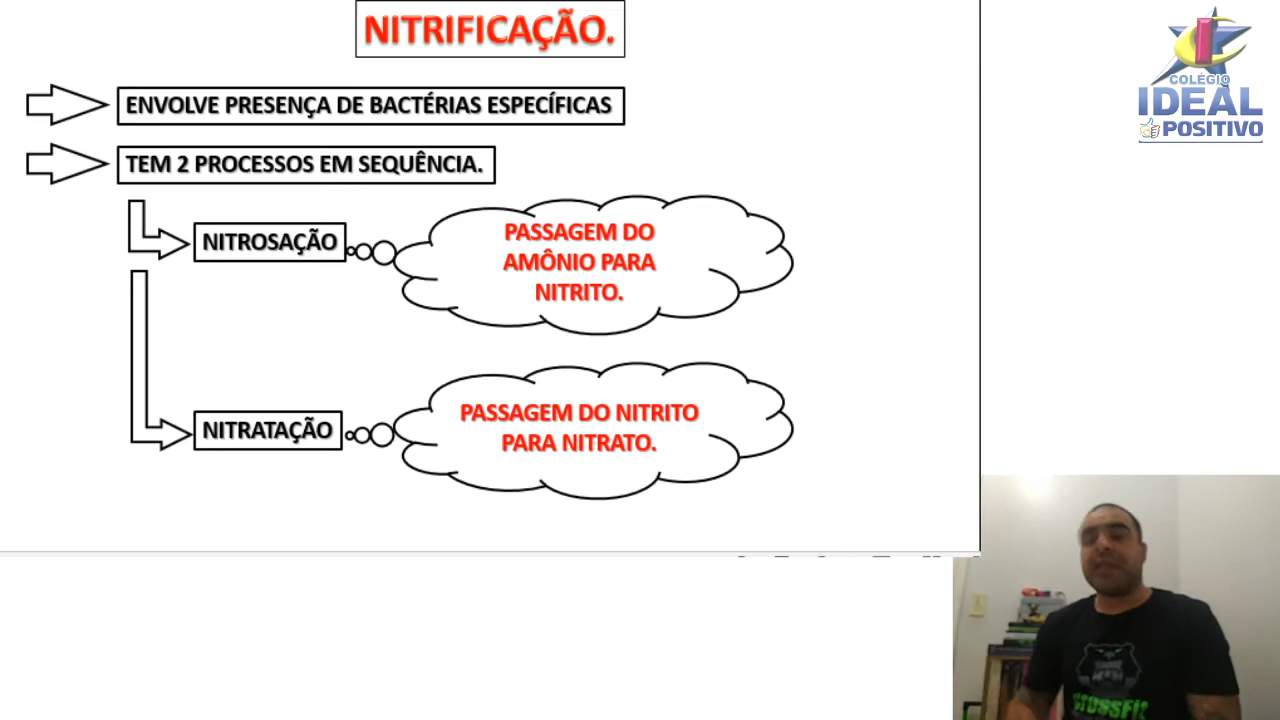 NITRIFICAÇÃO.
COLÉGIO
IDEAL
POSITIVO
ENVOLVE PRESENÇA DE BACTÉRIAS ESPECÍFICAS
TEM 2 PROCESSOS EM SEQUÊNCIA.
NITROSAÇÃO
PASSAGEM DO
AMÔNIO PARA
NITRITO.
NITRATAÇÃO
PASSAGEM DO NITRITO
PARA NITRATO.
CROSSFIT